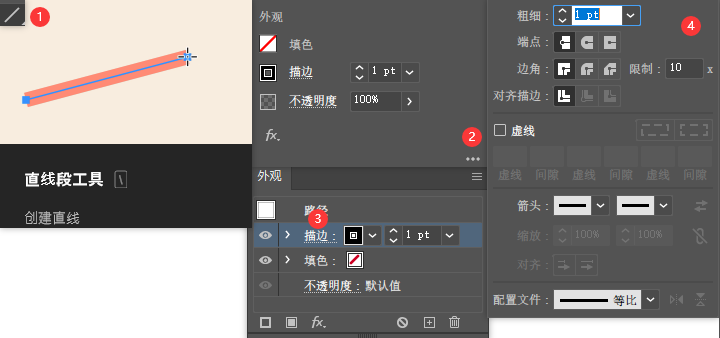 1
直线段工具 [\]
创建直线
外观
填色
描边 1 pt
不透明度 100%
fx.
2
外观
路径
3
描边： 1 pt
填色：
不透明度：默认值
fx.
粗细： 1 pt
4
端点：
边角： 限制： 10 x
对齐描边：
虚线
虚线 间隙 虚线 间隙 虚线 间隙
箭头：
缩放： 100% 100%
对齐：
配置文件： 等比